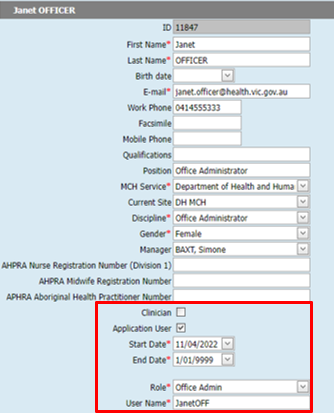 Janet OFFICER
ID 11847
First Name* Janet
Last Name* OFFICER
Birth date
E-mail* janet.officer@health.vic.gov.au
Work Phone 0414555333
Facsimile
Mobile Phone
Qualifications
Position Office Administrator
MCH Service* Department of Health and Huma
Current Site DH MCH
Discipline* Office Administrator
Gender* Female
Manager BAXT, Simone
AHPRA Nurse Registration Number (Division 1)
AHPRA Midwife Registration Number
APHRA Aboriginal Health Practitioner Number
Clinician
Application User
Start Date* 11/04/2022
End Date* 1/01/9999
Role* Office Admin
User Name* JanetOFF